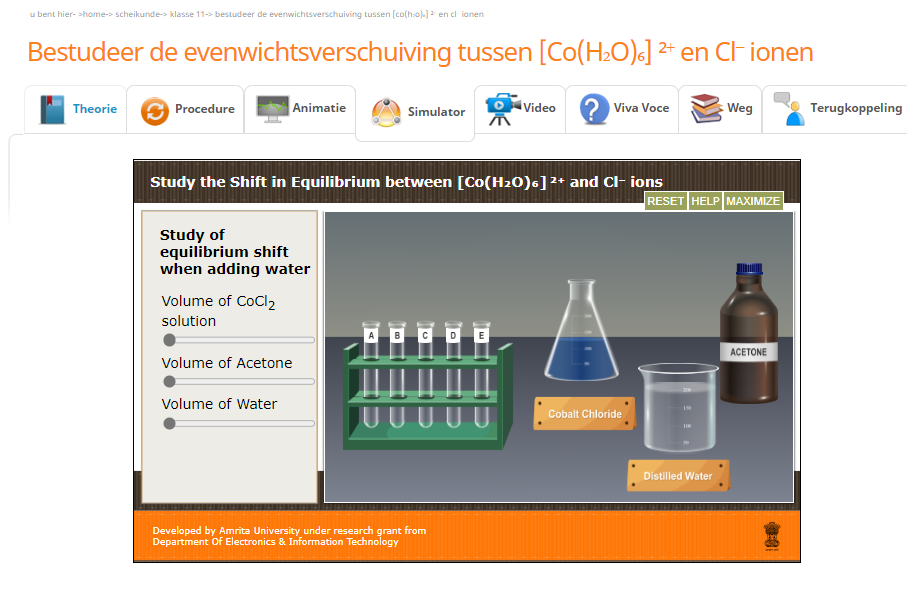 u bent hier- >home-> scheikunde-> klasse 11-> bestudeer de evenwichtsverschuiving tussen [co(h₂o)₆] ²⁺ en cl⁻ ionen
Bestudeer de evenwichtsverschuiving tussen [Co(H₂O)₆] ²⁺ en Cl⁻ ionen
Theorie
Procedure
Animatie
Simulator
Video
Viva Voce
Weg
Terugkoppeling
Study the Shift in Equilibrium between [Co(H₂O)₆] ²⁺ and Cl⁻ ions
RESET HELP MAXIMIZE
Study of
equilibrium shift
when adding water
Volume of CoCl₂
solution
Volume of Acetone
Volume of Water
A B C D E
ACETONE
Cobalt Chloride
200
150
100
50
Distilled Water
Developed by Amrita University under research grant from
Department Of Electronics & Information Technology